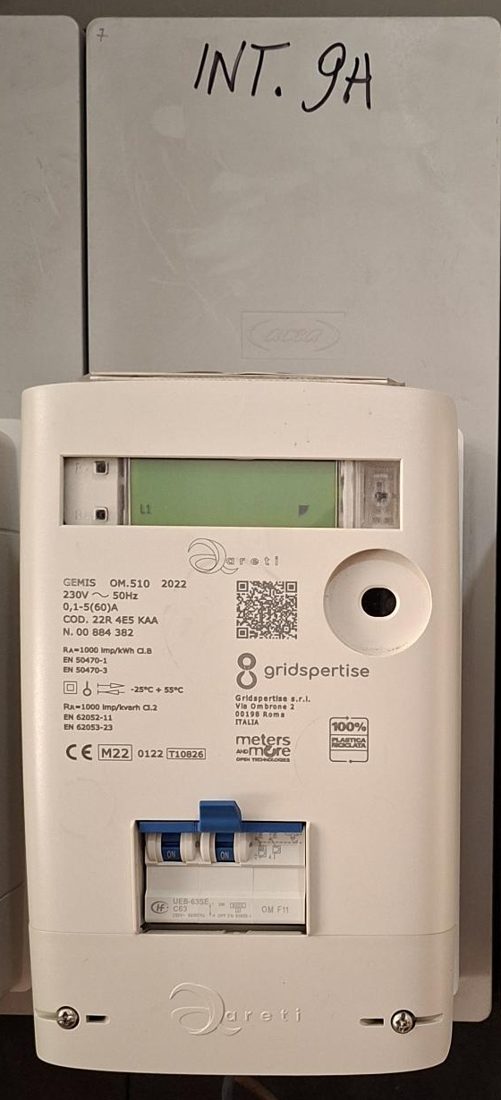 7
INT. 9A
acea
L1
areti
GEMIS OM.510 2022
230V ~ 50Hz
0,1-5(60)A
COD. 22R 4E5 KAA
N. 00 884 382
RA=1000 imp/kWh Cl.B
EN 50470-1
EN 50470-3
-25°C + 55°C
RR=1000 imp/kvarh Cl.2
EN 62052-11
EN 62053-23
CE M22 0122 T10826
gridspertise
Gridspertise s.r.l.
Via Ombrone 2
00198 Roma
ITALIA
meters
AND more
OPEN TECHNOLOGIES
100%
PLASTICA
RICICLATA
ON ON
UEB-63SE
C63
OM F11
areti